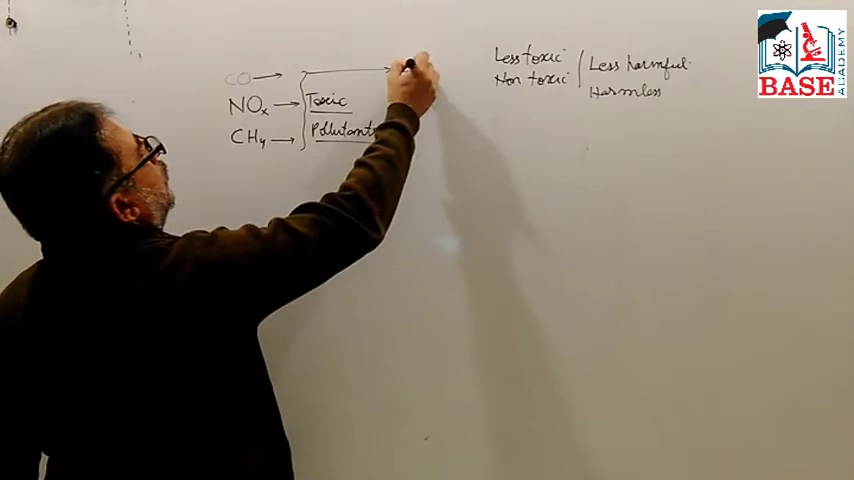 CO
NOx
CH4
Toxic
Pollutants
Less toxic
Non toxic
Less harmful
Harmless
BASE
ACADEMY